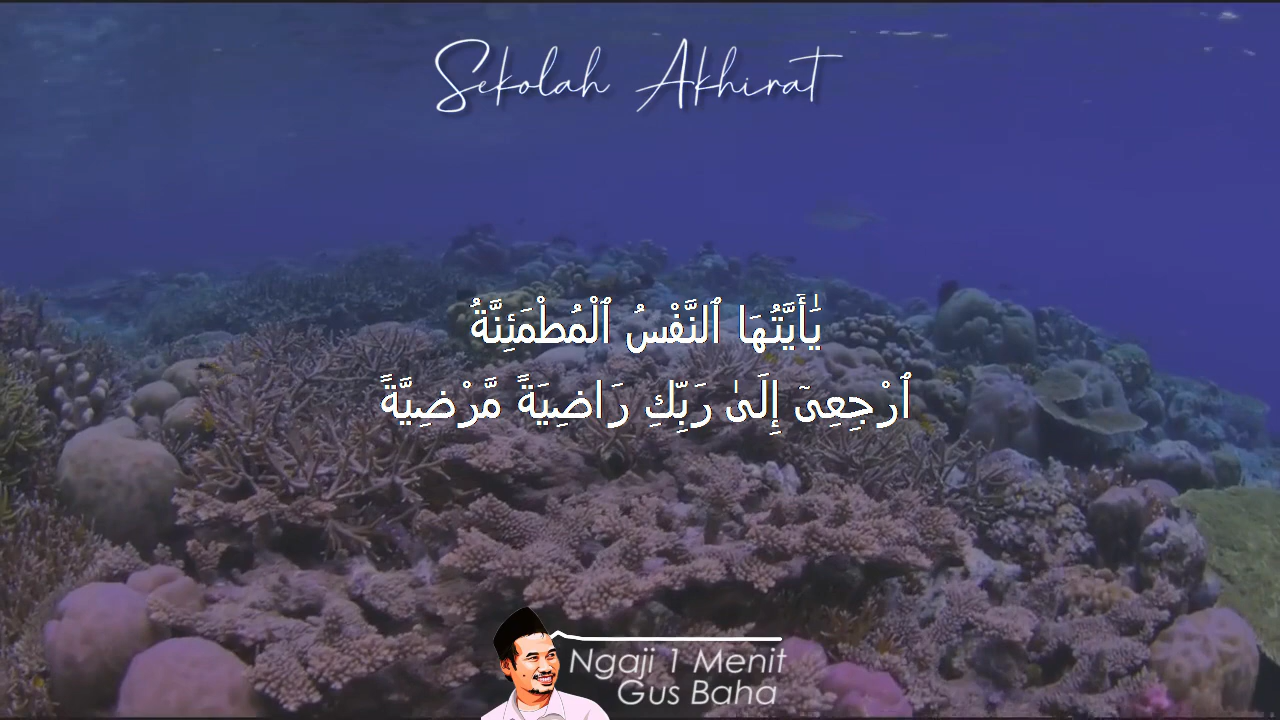 Sekolah Akhirat
يَٰٓأَيَّتُهَا ٱلنَّفْسُ ٱلْمُطْمَئِنَّةُ
ٱرْجِعِىٓ إِلَىٰ رَبِّكِ رَاضِيَةً مَّرْضِيَّةً
Ngaji 1 Menit
Gus Baha